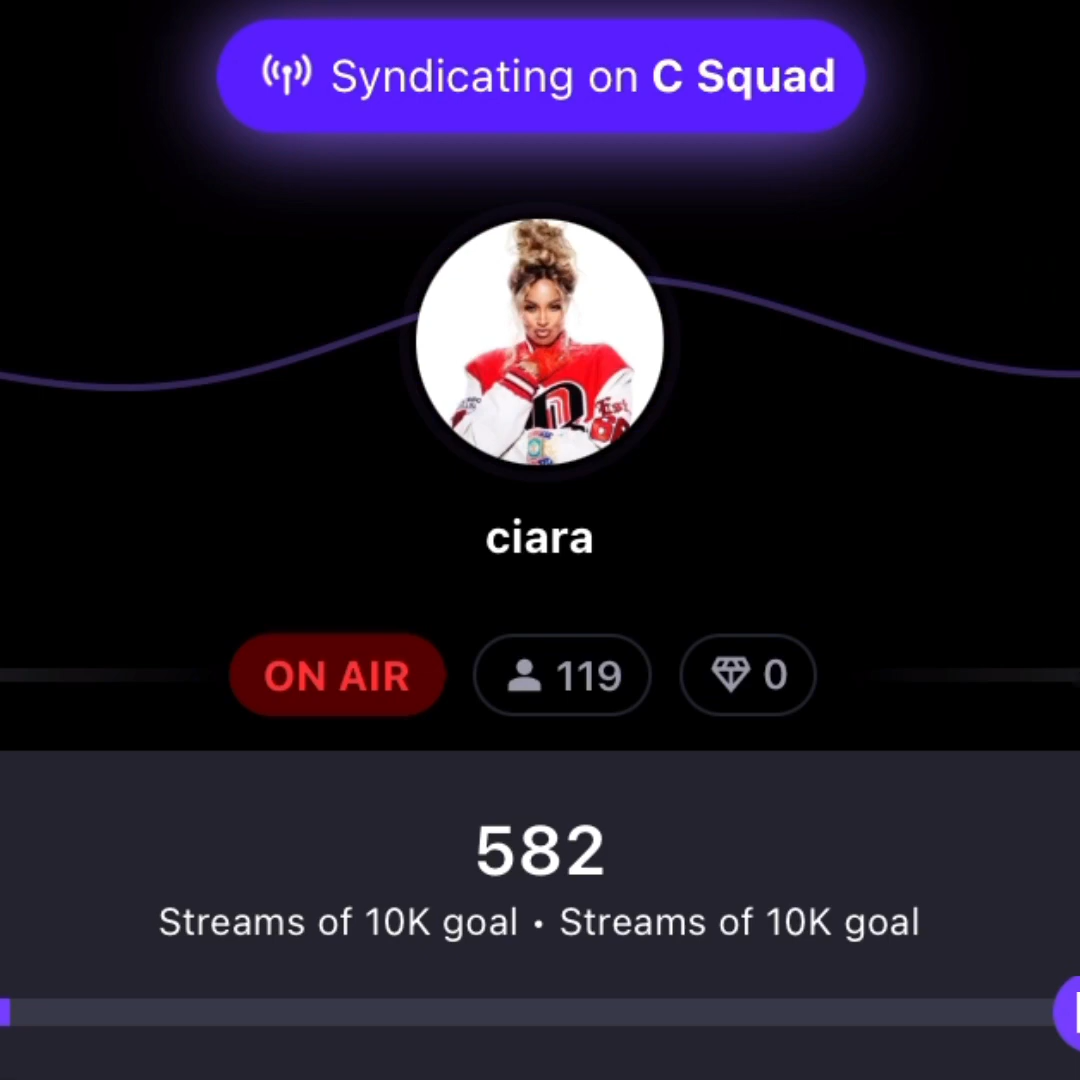 Syndicating on C Squad
ciara
ON AIR
119
0
582
Streams of 10K goal • Streams of 10K goal